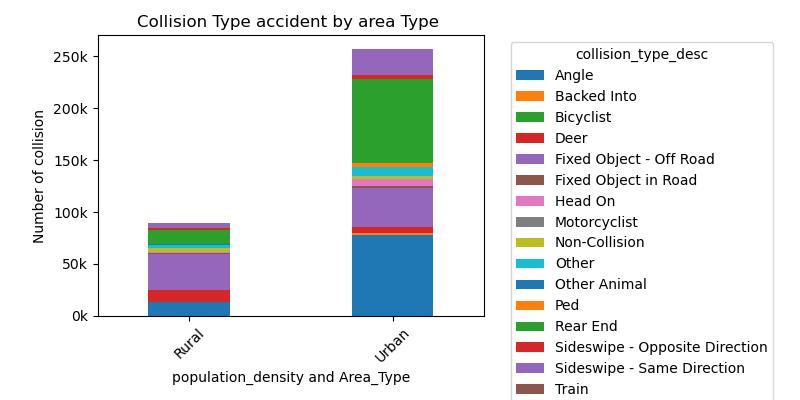 Collision Type accident by area Type
Number of collision
250k
200k
150k
100k
50k
0k
Rural
Urban
population_density and Area_Type
collision_type_desc
Angle
Backed Into
Bicyclist
Deer
Fixed Object - Off Road
Fixed Object in Road
Head On
Motorcyclist
Non-Collision
Other
Other Animal
Ped
Rear End
Sideswipe - Opposite Direction
Sideswipe - Same Direction
Train